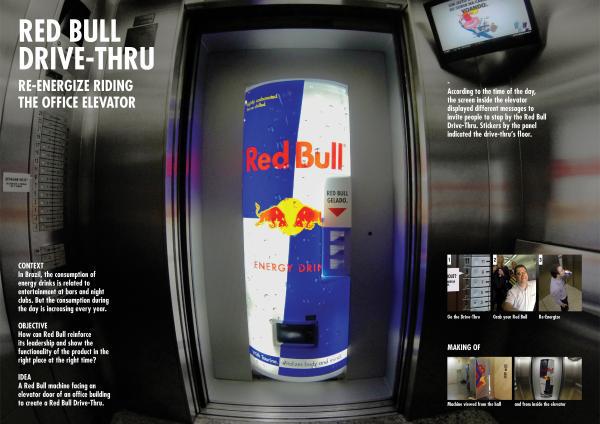 RED BULL
DRIVE-THRU
RE-ENERGIZE RIDING
THE OFFICE ELEVATOR
According to the time of the day,
the screen inside the elevator
displayed different messages to
invite people to stop by the Red Bull
Drive-Thru. Stickers by the panel
indicated the drive-thru's floor.
Red Bull
RED BULL
GELADO.
ENERGY DRIN
CONTEXT
In Brazil, the consumption of
energy drinks is related to
entertainment at bars and night
clubs. But the consumption during
the day is increasing every year.
OBJECTIVE
How can Red Bull reinforce
its leadership and show the
functionality of the product in the
right place at the right time?
IDEA
A Red Bull machine facing an
elevator door of an office building
to create a Red Bull Drive-Thru.
1
2
3
Go the Drive-Thru
Grab your Red Bull
Re-Energize
MAKING OF
Machine viewed from the hall
and from inside the elevator
with Taurine.
vitalizes body and mind.